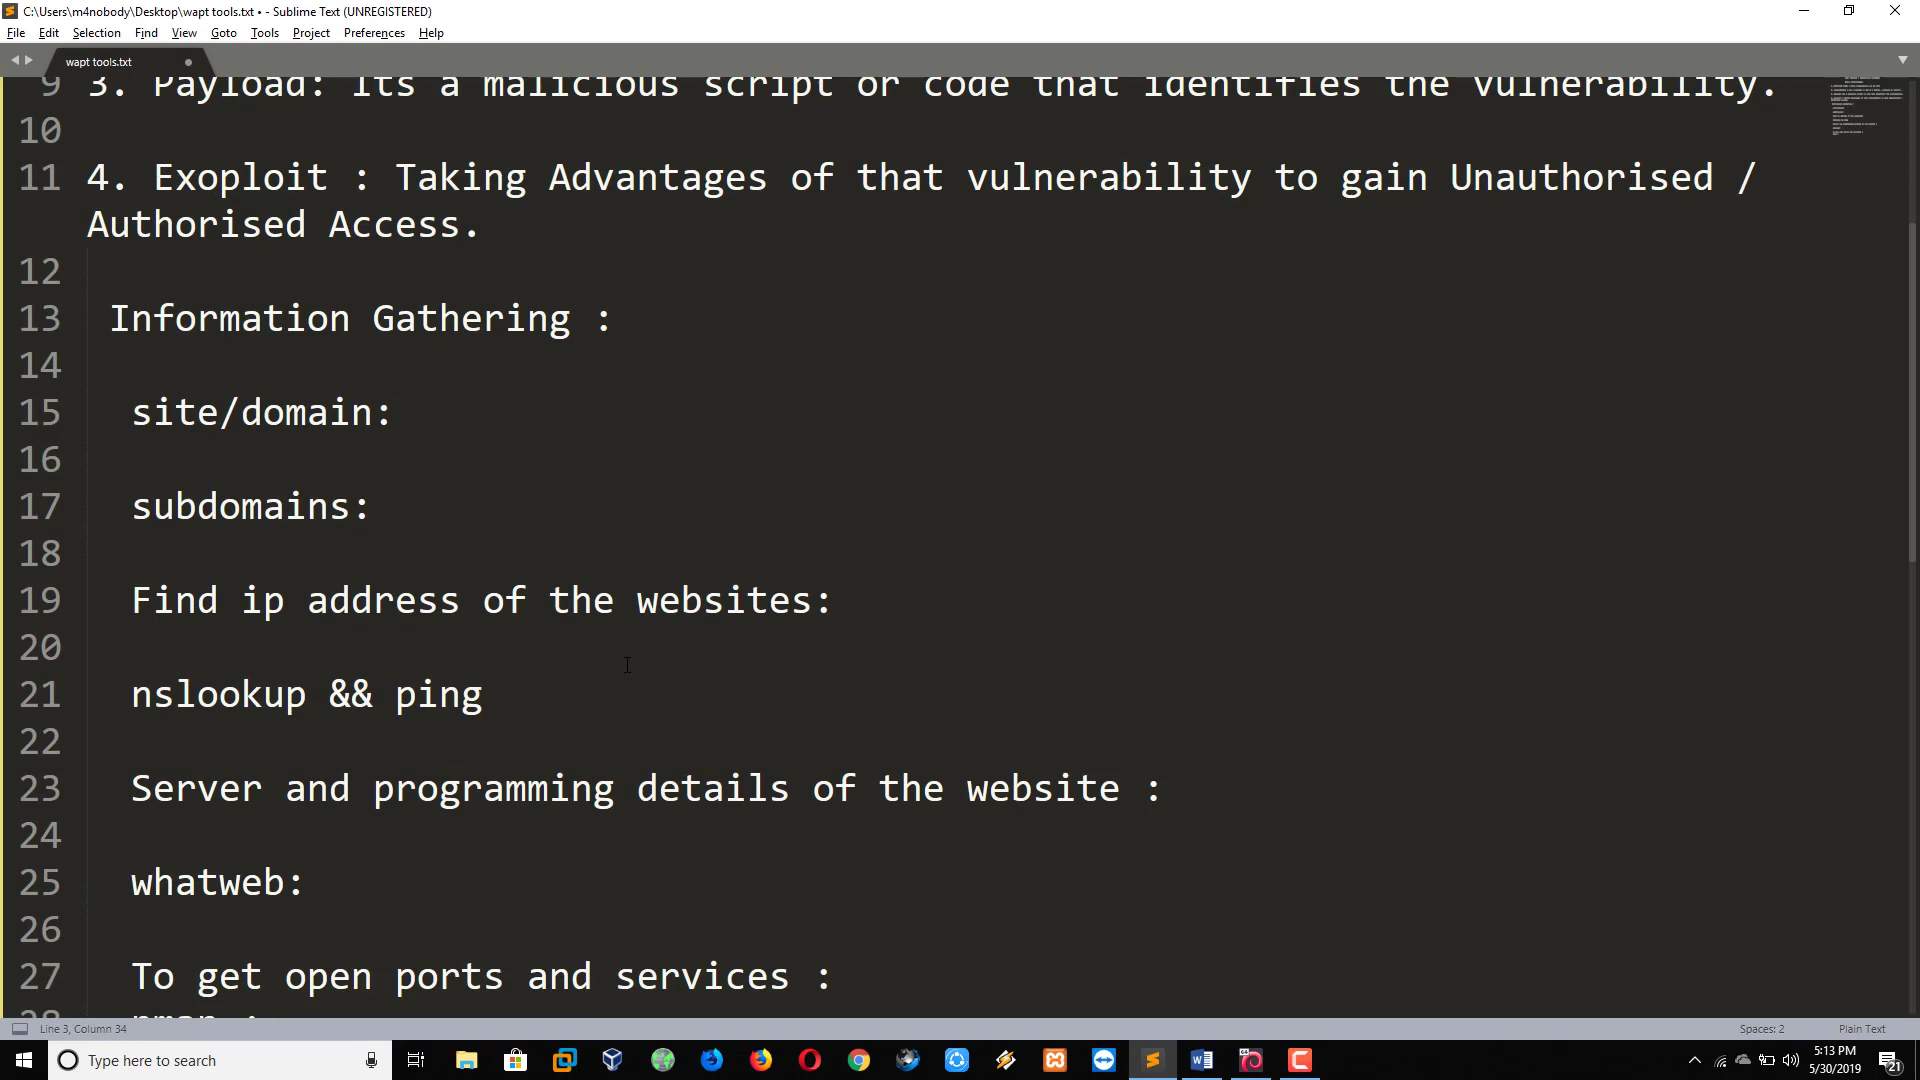 C:\Users\m4nobody\Desktop\wapt tools.txt • - Sublime Text (UNREGISTERED)
File Edit Selection Find View Goto Tools Project Preferences Help
wapt tools.txt
9 3. Payload: Its a malicious script or code that identifies the vulnerability.
10
11 4. Exoploit : Taking Advantages of that vulnerability to gain Unauthorised /
Authorised Access.
12
13 Information Gathering :
14
15 site/domain:
16
17 subdomains:
18
19 Find ip address of the websites:
20
21 nslookup && ping
22
23 Server and programming details of the website :
24
25 whatweb:
26
27 To get open ports and services :
28 nmap :
Line 3, Column 34 Spaces: 2 Plain Text
Type here to search
5:13 PM
5/30/2019
21